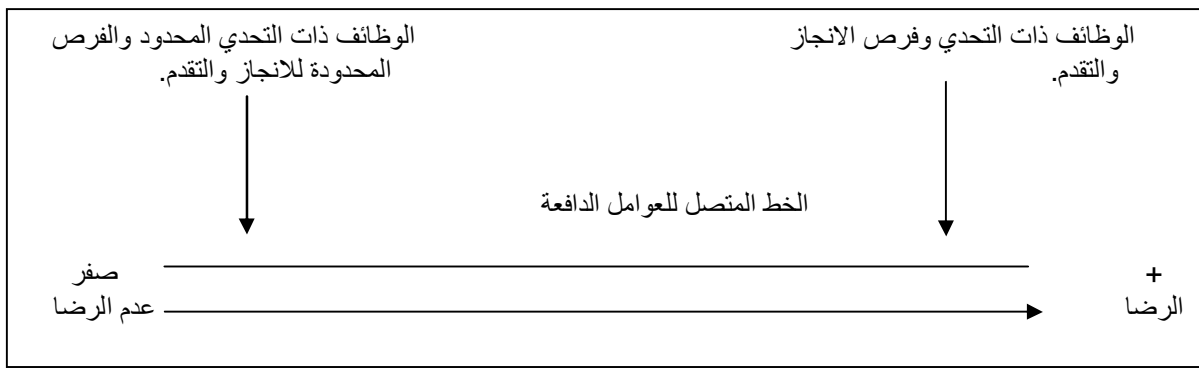 الوظائف ذات التحدي وفرص الانجاز
والتقدم.
الوظائف ذات التحدي المحدود والفرص
المحدودة للانجاز والتقدم.
الخط المتصل للعوامل الدافعة
+
الرضا
صفر
عدم الرضا